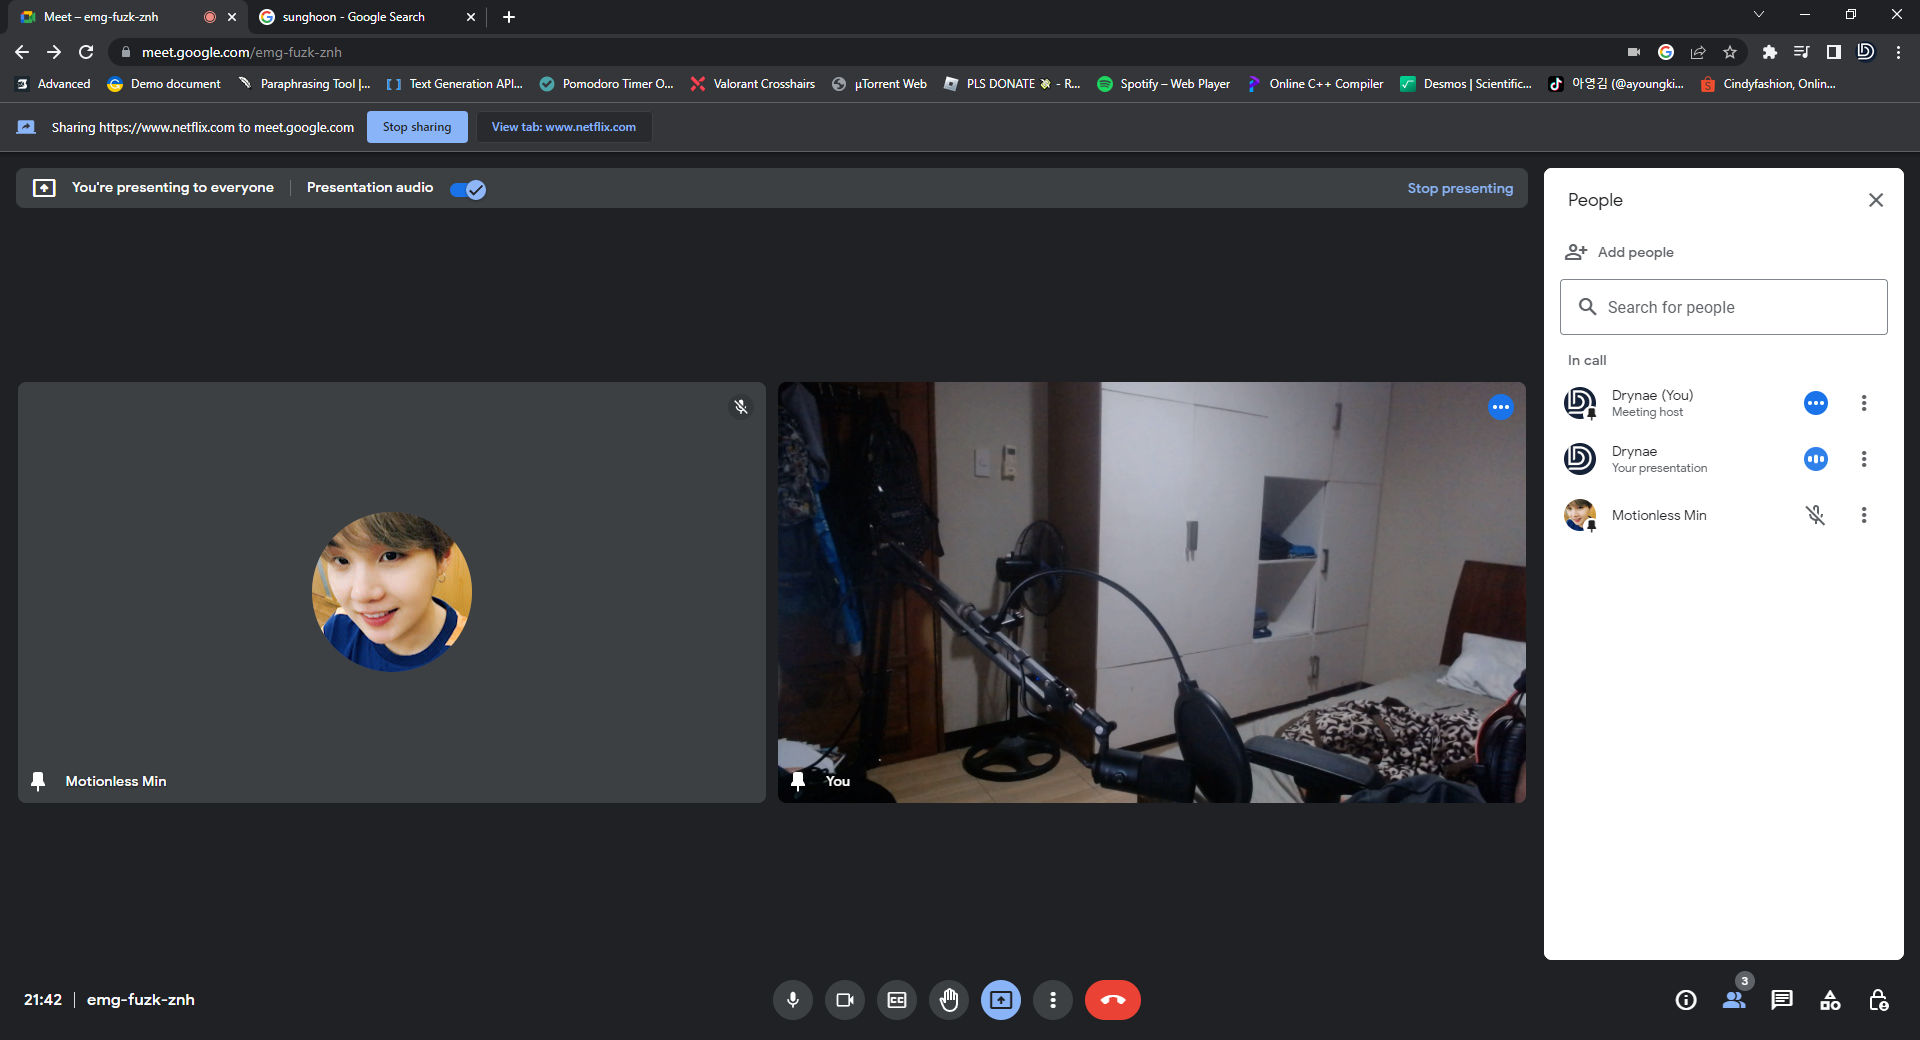 Meet – emg-fuzk-znh
sunghoon - Google Search
meet.google.com/emg-fuzk-znh
Advanced
Demo document
Paraphrasing Tool |...
Text Generation API...
Pomodoro Timer O...
Valorant Crosshairs
µTorrent Web
PLS DONATE 💸 - R...
Spotify – Web Player
Online C++ Compiler
Desmos | Scientific...
아영김 (@ayoungki...
Cindyfashion, Onlin...
Sharing https://www.netflix.com to meet.google.com
Stop sharing
View tab: www.netflix.com
You're presenting to everyone
Presentation audio
Stop presenting
People
Add people
Search for people
In call
Drynae (You)
Meeting host
Drynae
Your presentation
Motionless Min
Motionless Min
You
21:42
emg-fuzk-znh
CC
3